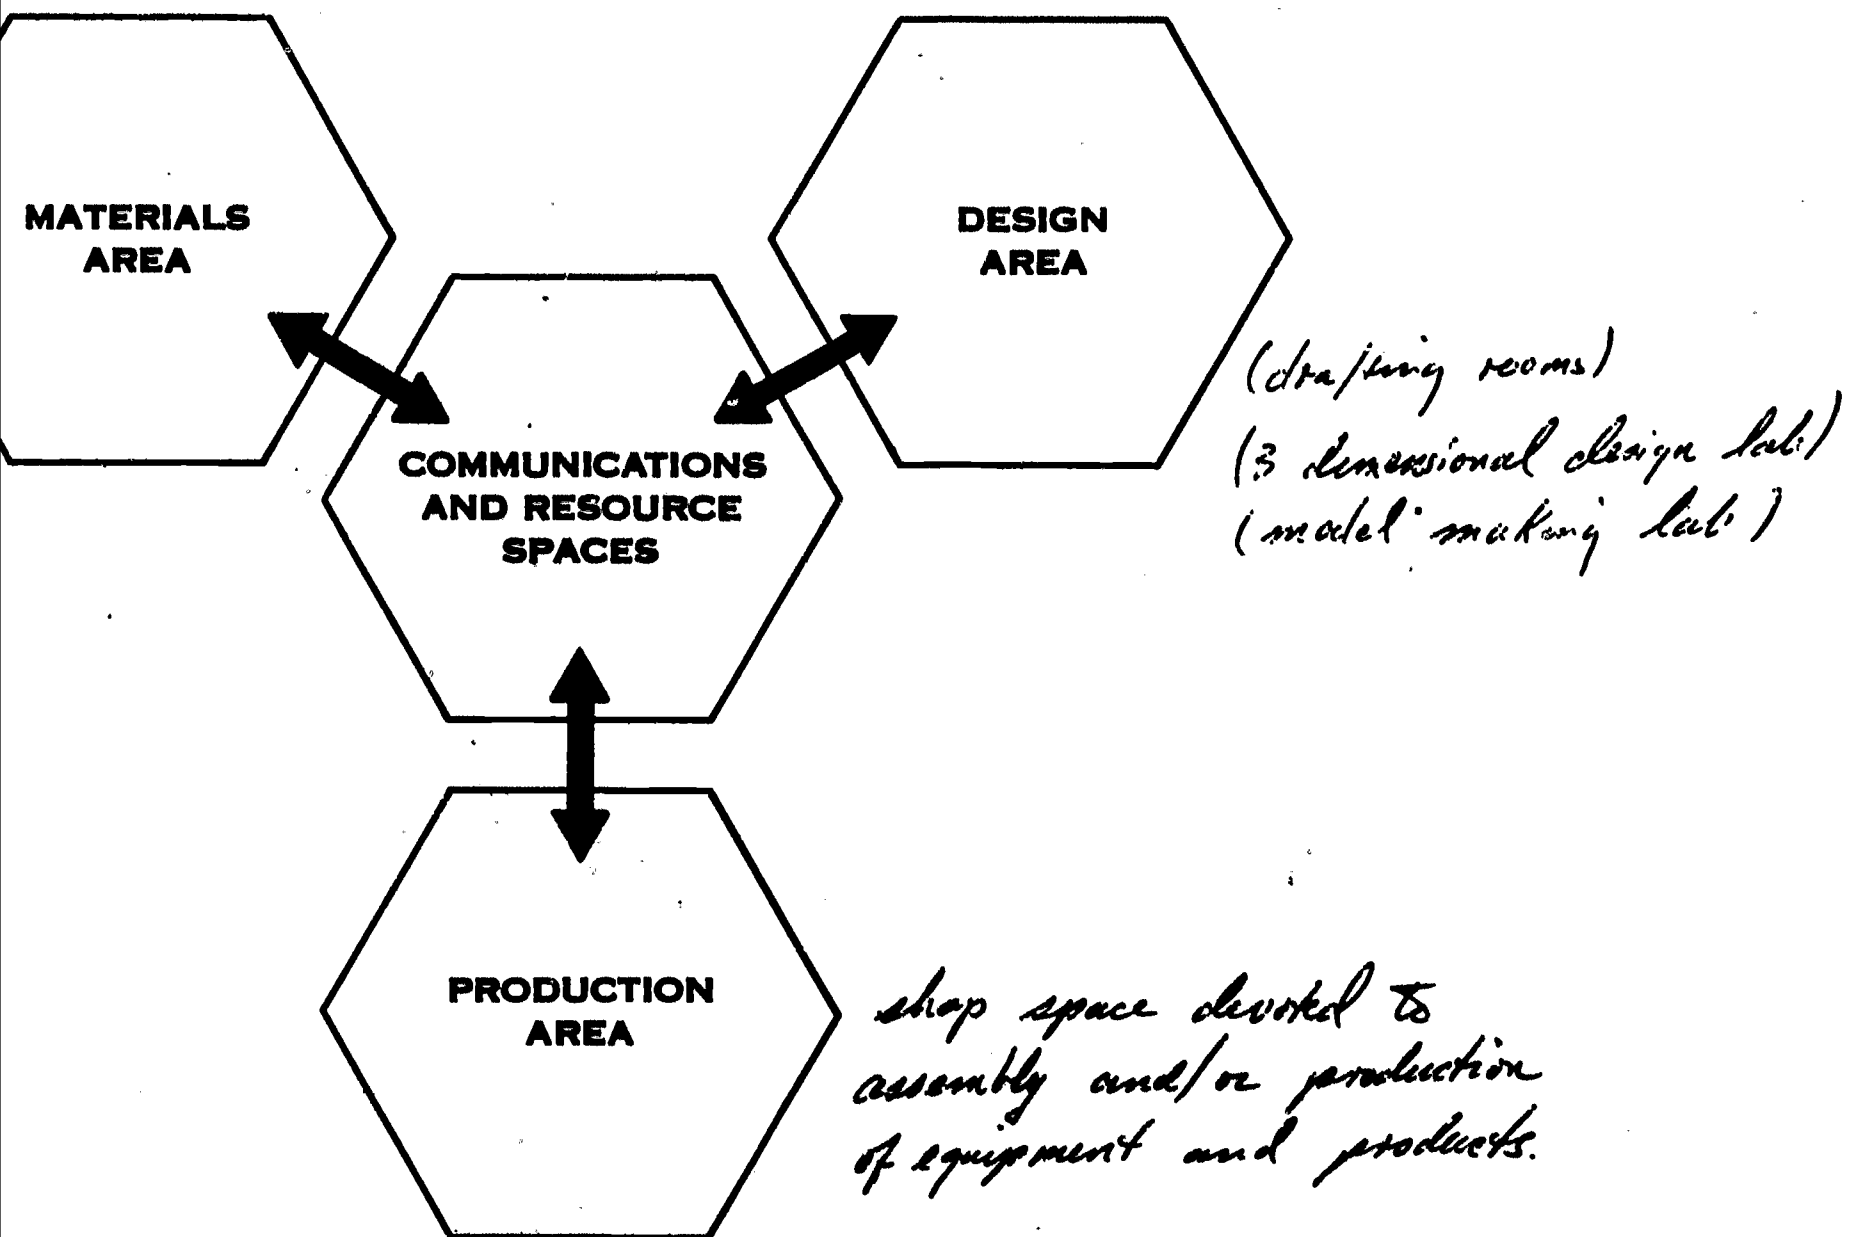 MATERIALS
AREA
DESIGN
AREA
(drafting rooms)
(3 dimensional design lab)
(model making lab)
COMMUNICATIONS
AND RESOURCE
SPACES
PRODUCTION
AREA
shop space devoted to
assembly and/or production
of equipment and products.